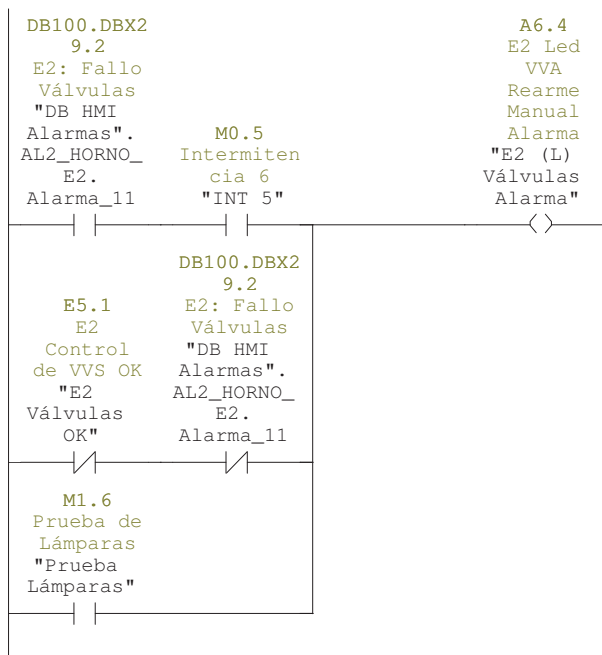 DB100.DBX2
9.2
E2: Fallo
Válvulas
"DB HMI
Alarmas".
AL2_HORNO_
E2.
Alarma_11
M0.5
Intermiten
cia 6
"INT 5"
A6.4
E2 Led
VVA
Rearme
Manual
Alarma
"E2 (L)
Válvulas
Alarma"
E5.1
E2
Control
de VVS OK
"E2
Válvulas
OK"
DB100.DBX2
9.2
E2: Fallo
Válvulas
"DB HMI
Alarmas".
AL2_HORNO_
E2.
Alarma_11
M1.6
Prueba de
Lámparas
"Prueba
Lámparas"